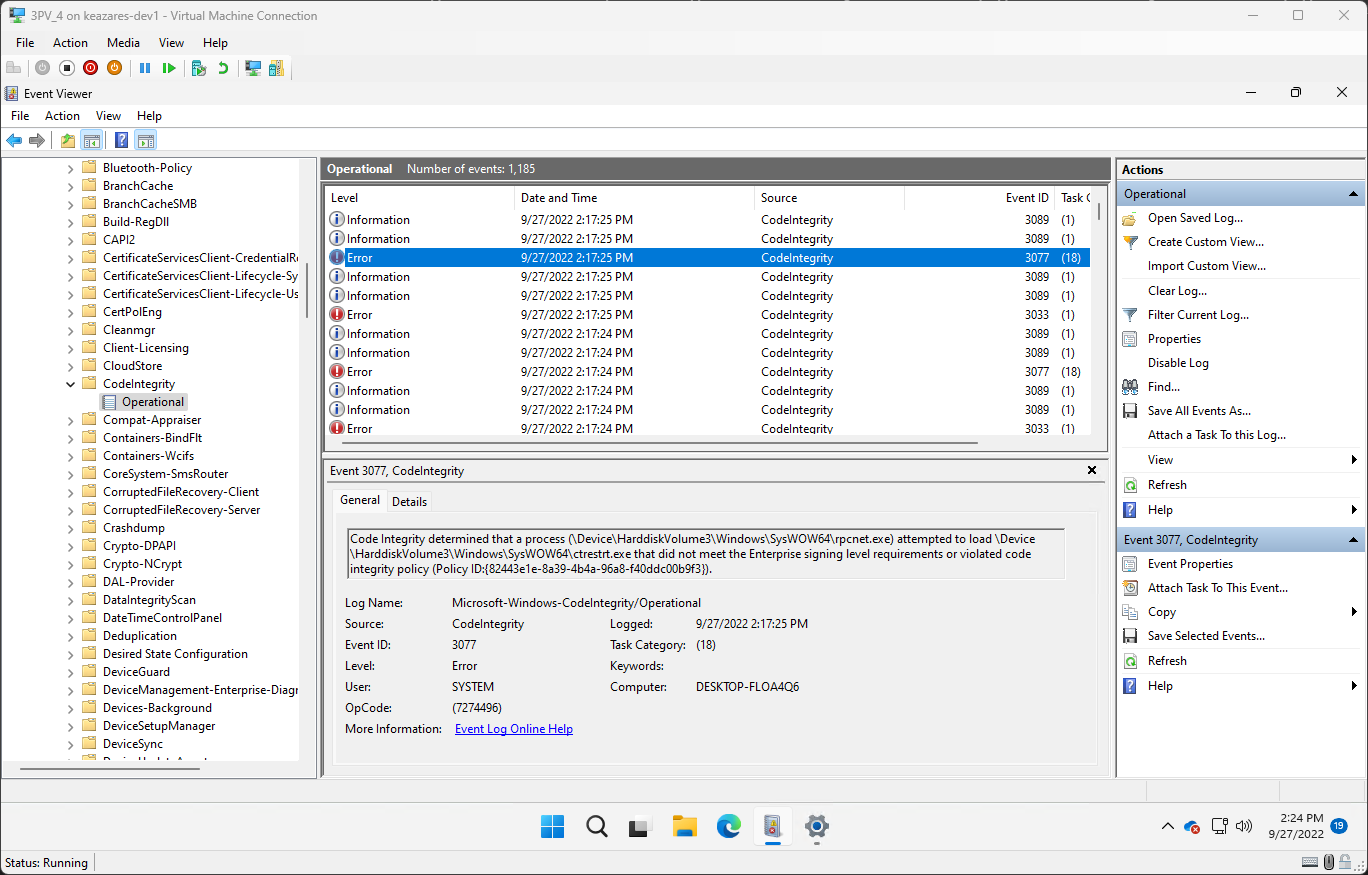 3PV_4 on keazares-dev1 - Virtual Machine Connection
File Action Media View Help
Event Viewer
File Action View Help
Bluetooth-Policy
BranchCache
BranchCacheSMB
Build-RegDll
CAPI2
CertificateServicesClient-CredentialRo
CertificateServicesClient-Lifecycle-Sy
CertificateServicesClient-Lifecycle-Us
CertPolEng
Cleanmgr
Client-Licensing
CloudStore
CodeIntegrity
Operational
Compat-Appraiser
Containers-BindFlt
Containers-Wcifs
CoreSystem-SmsRouter
CorruptedFileRecovery-Client
CorruptedFileRecovery-Server
Crashdump
Crypto-DPAPI
Crypto-NCrypt
DAL-Provider
DataIntegrityScan
DateTimeControlPanel
Deduplication
Desired State Configuration
DeviceGuard
DeviceManagement-Enterprise-Diagn
Devices-Background
DeviceSetupManager
DeviceSync
Operational Number of events: 1,185
Level Date and Time Source Event ID Task C
Information 9/27/2022 2:17:25 PM CodeIntegrity 3089 (1)
Information 9/27/2022 2:17:25 PM CodeIntegrity 3089 (1)
Error 9/27/2022 2:17:25 PM CodeIntegrity 3077 (18)
Information 9/27/2022 2:17:25 PM CodeIntegrity 3089 (1)
Information 9/27/2022 2:17:25 PM CodeIntegrity 3089 (1)
Error 9/27/2022 2:17:25 PM CodeIntegrity 3033 (1)
Information 9/27/2022 2:17:24 PM CodeIntegrity 3089 (1)
Information 9/27/2022 2:17:24 PM CodeIntegrity 3089 (1)
Error 9/27/2022 2:17:24 PM CodeIntegrity 3077 (18)
Information 9/27/2022 2:17:24 PM CodeIntegrity 3089 (1)
Information 9/27/2022 2:17:24 PM CodeIntegrity 3089 (1)
Error 9/27/2022 2:17:24 PM CodeIntegrity 3033 (1)
Event 3077, CodeIntegrity
General Details
Code Integrity determined that a process (\Device\HarddiskVolume3\Windows\SysWOW64\rpcnet.exe) attempted to load \Device
\HarddiskVolume3\Windows\SysWOW64\ctrestrt.exe that did not meet the Enterprise signing level requirements or violated code
integrity policy (Policy ID:{82443e1e-8a39-4b4a-96a8-f40ddc00b9f3}).
Log Name: Microsoft-Windows-CodeIntegrity/Operational
Source: CodeIntegrity Logged: 9/27/2022 2:17:25 PM
Event ID: 3077 Task Category: (18)
Level: Error Keywords:
User: SYSTEM Computer: DESKTOP-FLOA4Q6
OpCode: (7274496)
More Information: Event Log Online Help
Actions
Operational
Open Saved Log...
Create Custom View...
Import Custom View...
Clear Log...
Filter Current Log...
Properties
Disable Log
Find...
Save All Events As...
Attach a Task To this Log...
View
Refresh
Help
Event 3077, CodeIntegrity
Event Properties
Attach Task To This Event...
Copy
Save Selected Events...
Refresh
Help
2:24 PM
9/27/2022 19
Status: Running